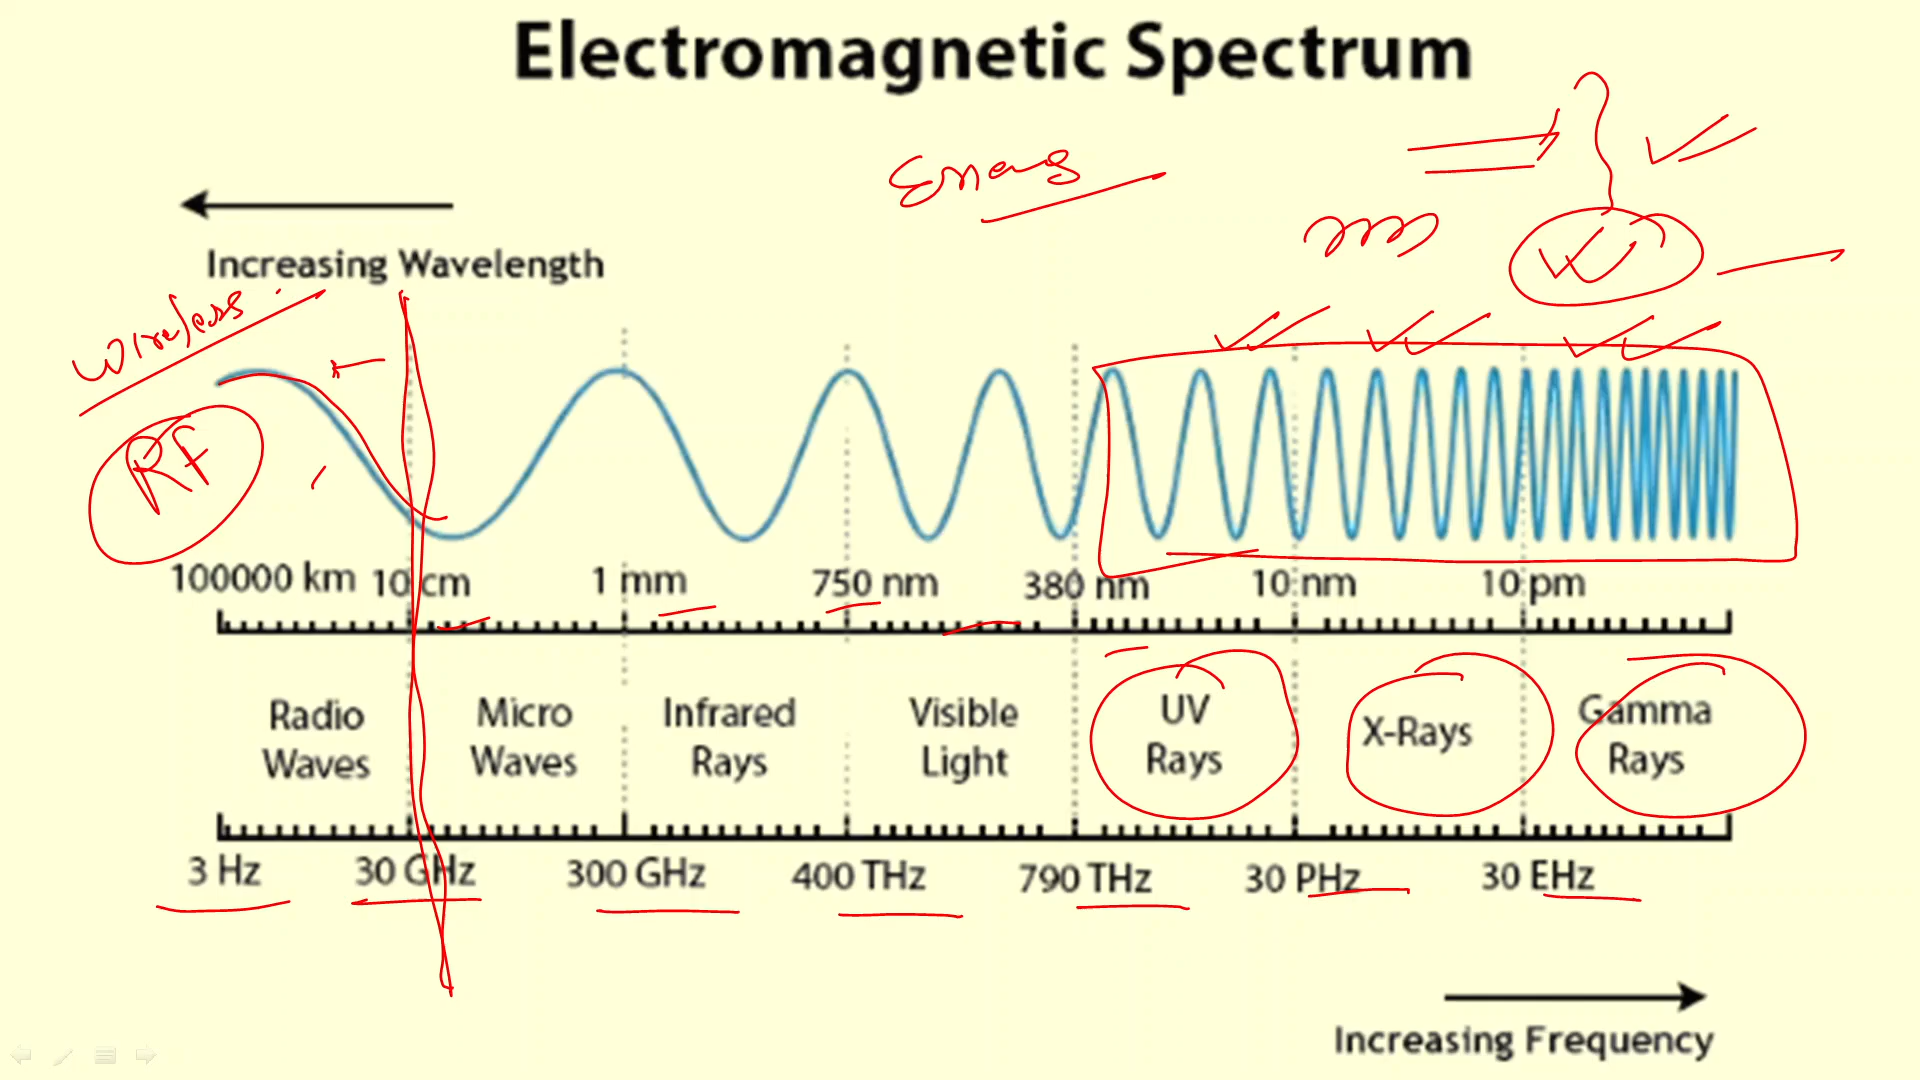 Electromagnetic Spectrum
Increasing Wavelength
wireless
RF
100000 km 10 cm 1 mm 750 nm 380 nm 10 nm 10 pm
Radio Waves
Micro Waves
Infrared Rays
Visible Light
UV Rays
X-Rays
Gamma Rays
3 Hz 30 GHz 300 GHz 400 THz 790 THz 30 PHz 30 EHz
Increasing Frequency